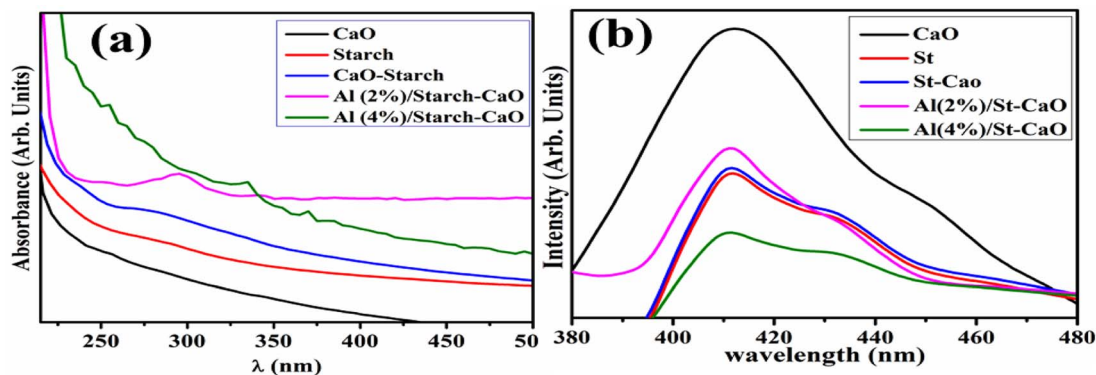 (a)
CaO
Starch
CaO-Starch
Al (2%)/Starch-CaO
Al (4%)/Starch-CaO
Absorbance (Arb. Units)
250 300 350 400 450 50
λ (nm)
(b)
CaO
St
St-Cao
Al(2%)/St-CaO
Al(4%)/St-CaO
Intensity (Arb. Units)
380 400 420 440 460 480
wavelength (nm)